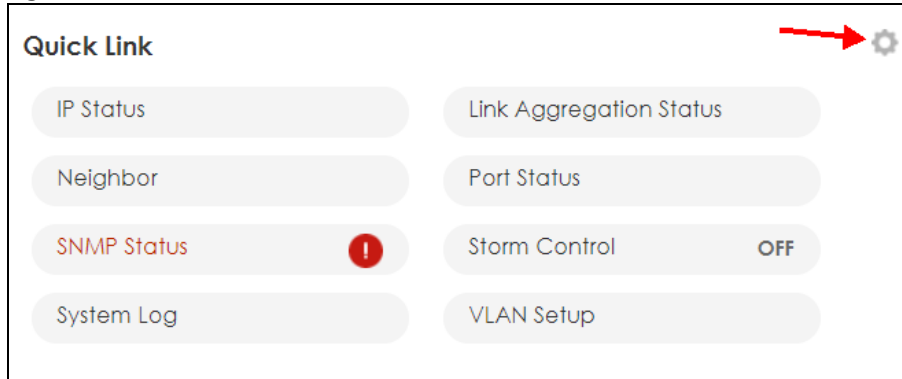 Quick Link
IP Status
Link Aggregation Status
Neighbor
Port Status
SNMP Status !
Storm Control OFF
System Log
VLAN Setup